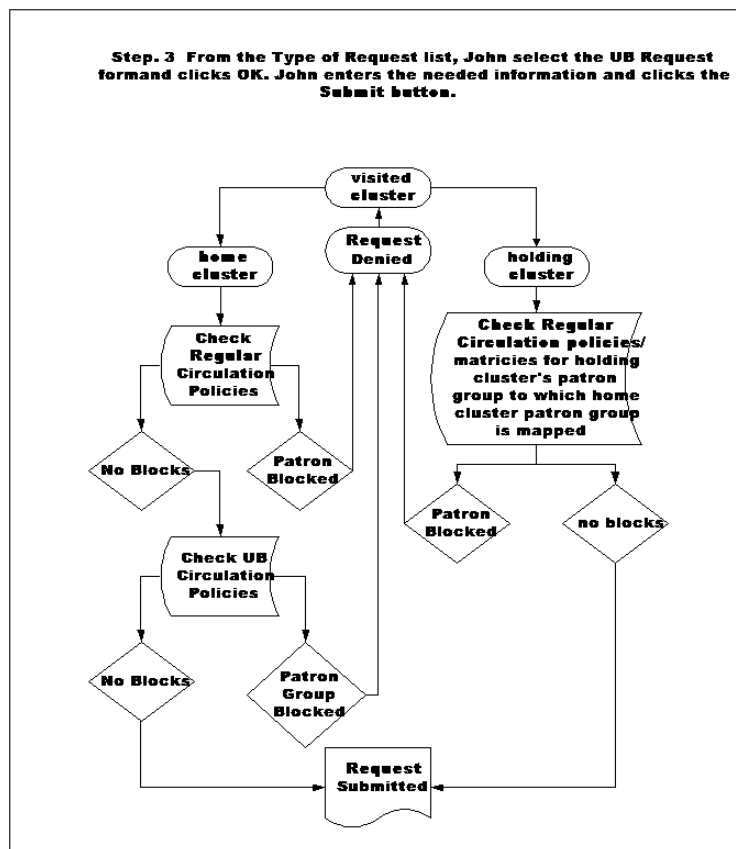 Step. 3 From the Type of Request list, John select the UB Request
formand clicks OK. John enters the needed information and clicks the
Submit button.
visited
cluster
Request
Denied
home
cluster
holding
cluster
Check
Regular
Circulation
Policies
Check Regular
Circulation policies/
matricies for holding
cluster's patron
group to which home
cluster patron group
is mapped
No Blocks
Patron
Blocked
Patron
Blocked
no blocks
Check UB
Circulation
Policies
No Blocks
Patron
Group
Blocked
Request
Submitted